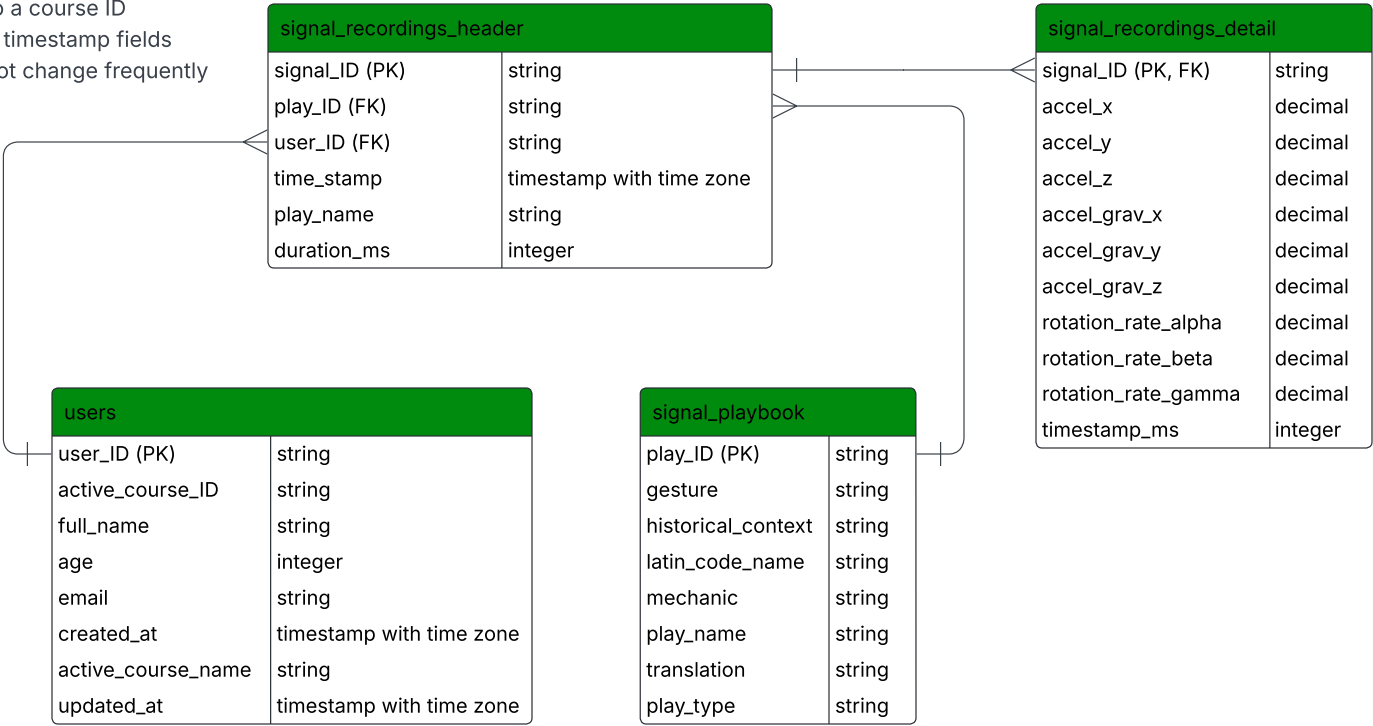 o a course ID
timestamp fields
ot change frequently
signal_recordings_header
signal_ID (PK) string
play_ID (FK) string
user_ID (FK) string
time_stamp timestamp with time zone
play_name string
duration_ms integer
signal_recordings_detail
signal_ID (PK, FK) string
accel_x decimal
accel_y decimal
accel_z decimal
accel_grav_x decimal
accel_grav_y decimal
accel_grav_z decimal
rotation_rate_alpha decimal
rotation_rate_beta decimal
rotation_rate_gamma decimal
timestamp_ms integer
users
user_ID (PK) string
active_course_ID string
full_name string
age integer
email string
created_at timestamp with time zone
active_course_name string
updated_at timestamp with time zone
signal_playbook
play_ID (PK) string
gesture string
historical_context string
latin_code_name string
mechanic string
play_name string
translation string
play_type string